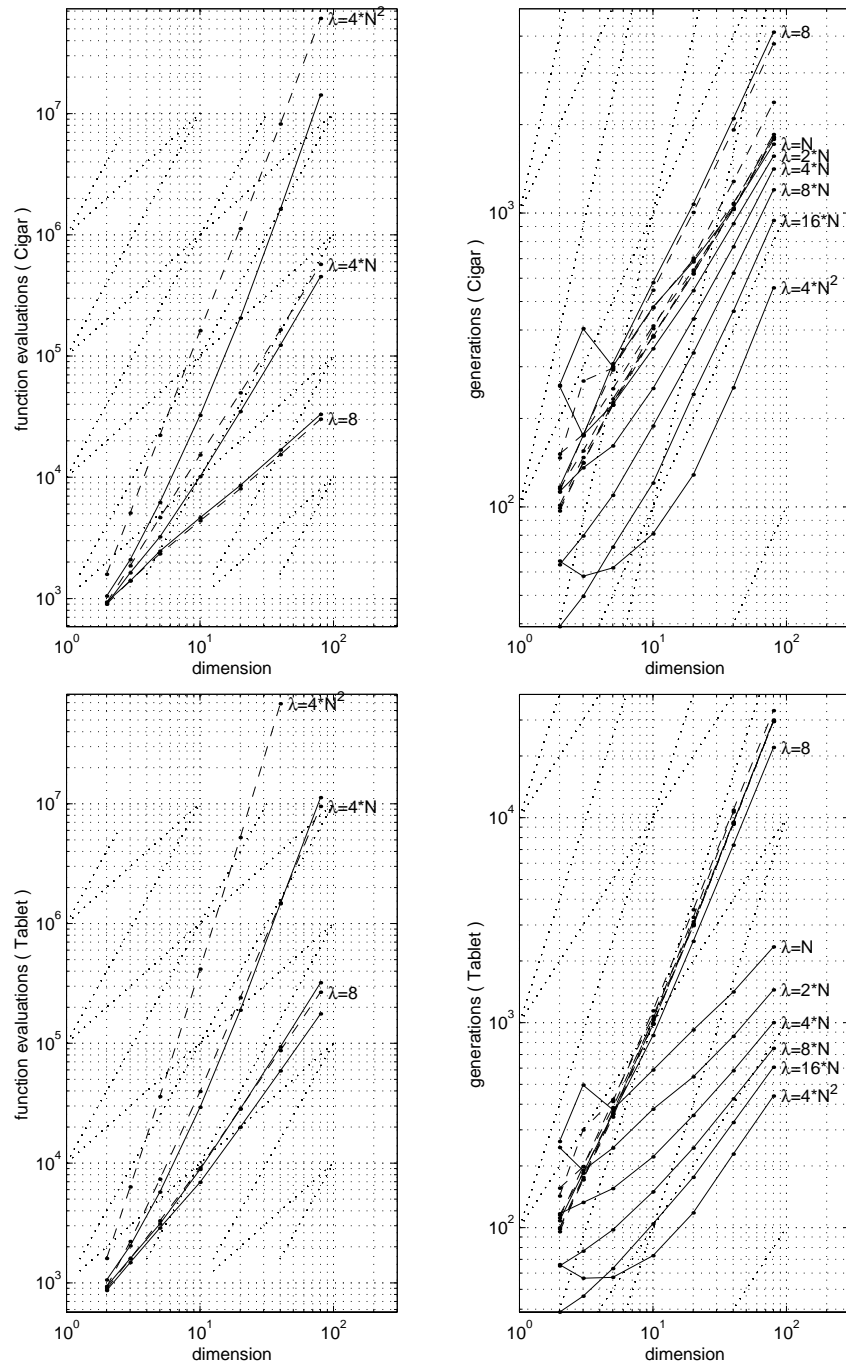 λ=4*N²
10⁷
10⁶
10⁵
10⁴
10³
λ=4*N
λ=8
function evaluations ( Cigar )
10⁰
10¹
10²
dimension
λ=8
10³
10²
λ=N
λ=2*N
λ=4*N
λ=8*N
λ=16*N
λ=4*N²
generations ( Cigar )
10⁰
10¹
10²
dimension
λ=4*N²
10⁷
10⁶
10⁵
10⁴
10³
λ=4*N
λ=8
function evaluations ( Tablet )
10⁰
10¹
10²
dimension
λ=8
10⁴
10³
10²
λ=N
λ=2*N
λ=4*N
λ=8*N
λ=16*N
λ=4*N²
generations ( Tablet )
10⁰
10¹
10²
dimension